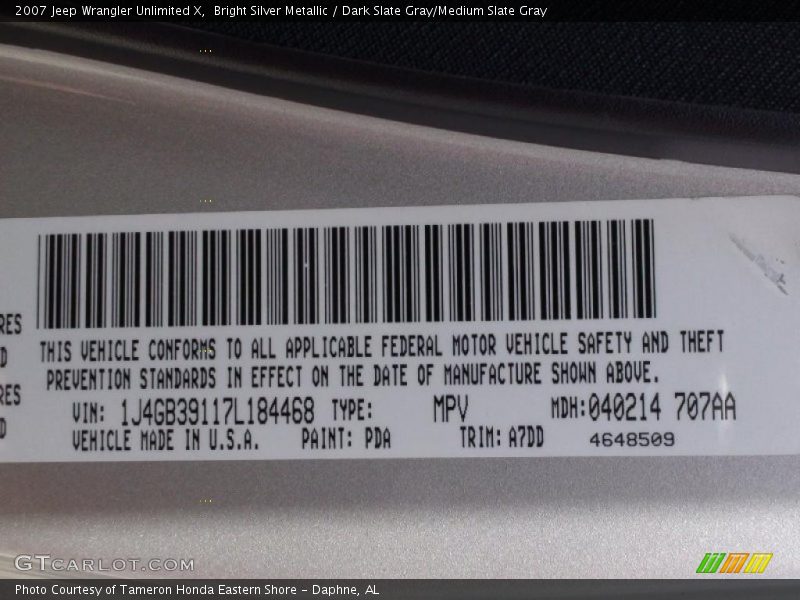 2007 Jeep Wrangler Unlimited X,  Bright Silver Metallic / Dark Slate Gray/Medium Slate Gray
RES
D
RES
D
THIS VEHICLE CONFORMS TO ALL APPLICABLE FEDERAL MOTOR VEHICLE SAFETY AND THEFT
PREVENTION STANDARDS IN EFFECT ON THE DATE OF MANUFACTURE SHOWN ABOVE.
VIN: 1J4GB39117L184468 TYPE: MPV MDH:040214 707AA
VEHICLE MADE IN U.S.A. PAINT: PDA TRIM: A7DD 4648509
GTCARLOT.COM
Photo Courtesy of Tameron Honda Eastern Shore - Daphne, AL